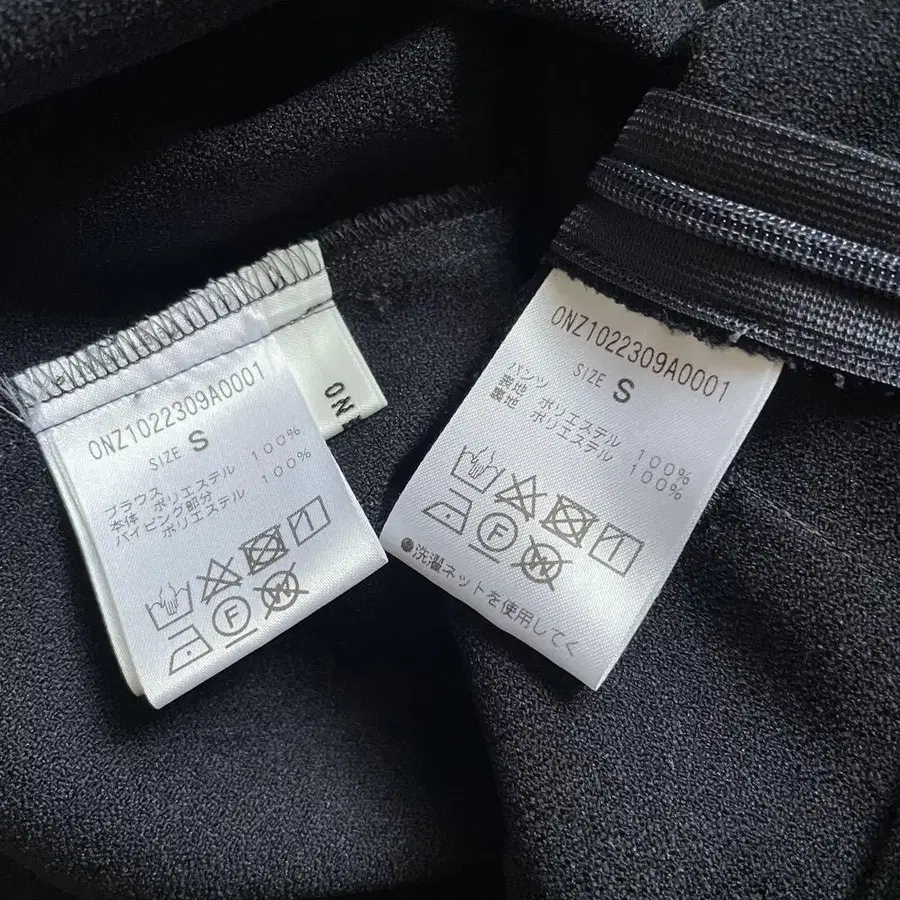 ONZ1022309A0001
SIZE S
ブラウス
本体 ポリエステル 100%
パイピング部分
ポリエステル 100%
F
W
ON
ONZ1022309A0001
SIZE S
パンツ
表地 ポリエステル 100%
裏地 ポリエステル 100%
F
W
●洗濯ネットを使用してく